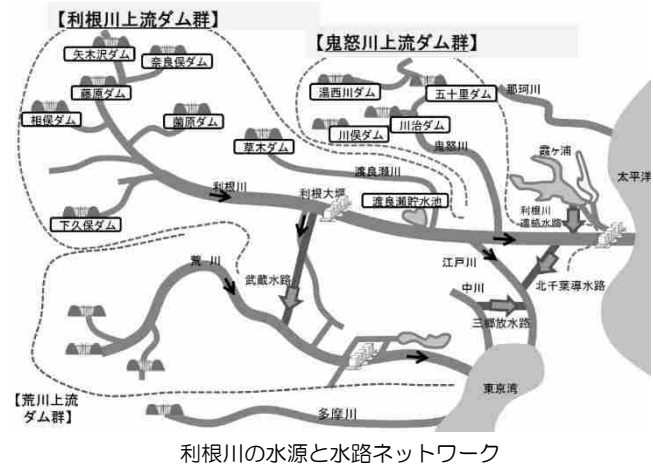 【利根川上流ダム群】
【鬼怒川上流ダム群】
矢木沢ダム
奈良俣ダム
藤原ダム
相俣ダム
薗原ダム
草木ダム
下久保ダム
湯西川ダム
五十里ダム
川俣ダム
川治ダム
鬼怒川
那珂川
霞ヶ浦
太平洋
渡良瀬川
利根川
利根大堰
渡良瀬貯水池
利根川
連絡水路
荒川
武蔵水路
江戸川
北千葉導水路
中川
三郷放水路
【荒川上流
ダム群】
多摩川
東京湾
利根川の水源と水路ネットワーク